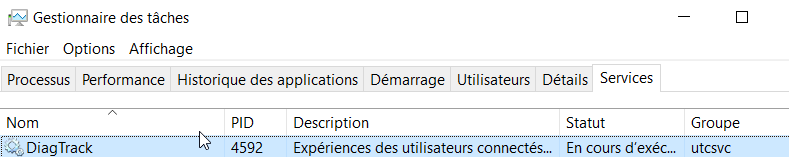 Gestionnaire des tâches
Fichier Options Affichage
Processus Performance Historique des applications Démarrage Utilisateurs Détails Services
Nom PID Description Statut Groupe
DiagTrack 4592 Expériences des utilisateurs connectés... En cours d'exéc... utcsvc